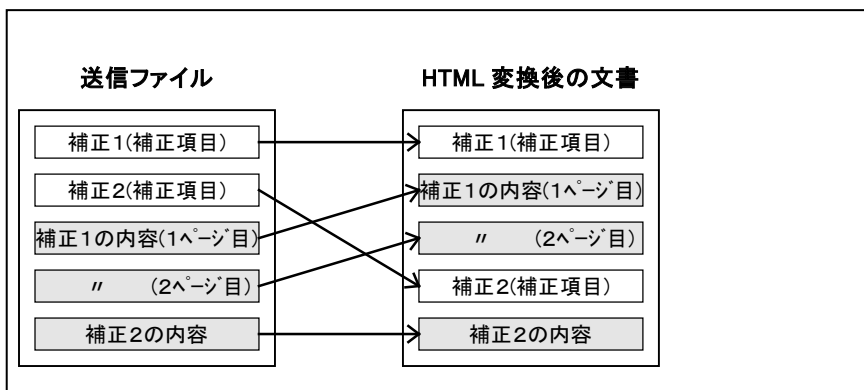 送信ファイル
補正1(補正項目)
補正2(補正項目)
補正1の内容(1ﾍﾟｰｼﾞ目)
〃 (2ﾍﾟｰｼﾞ目)
補正2の内容
HTML 変換後の文書
補正1(補正項目)
補正1の内容(1ﾍﾟｰｼﾞ目)
〃 (2ﾍﾟｰｼﾞ目)
補正2(補正項目)
補正2の内容